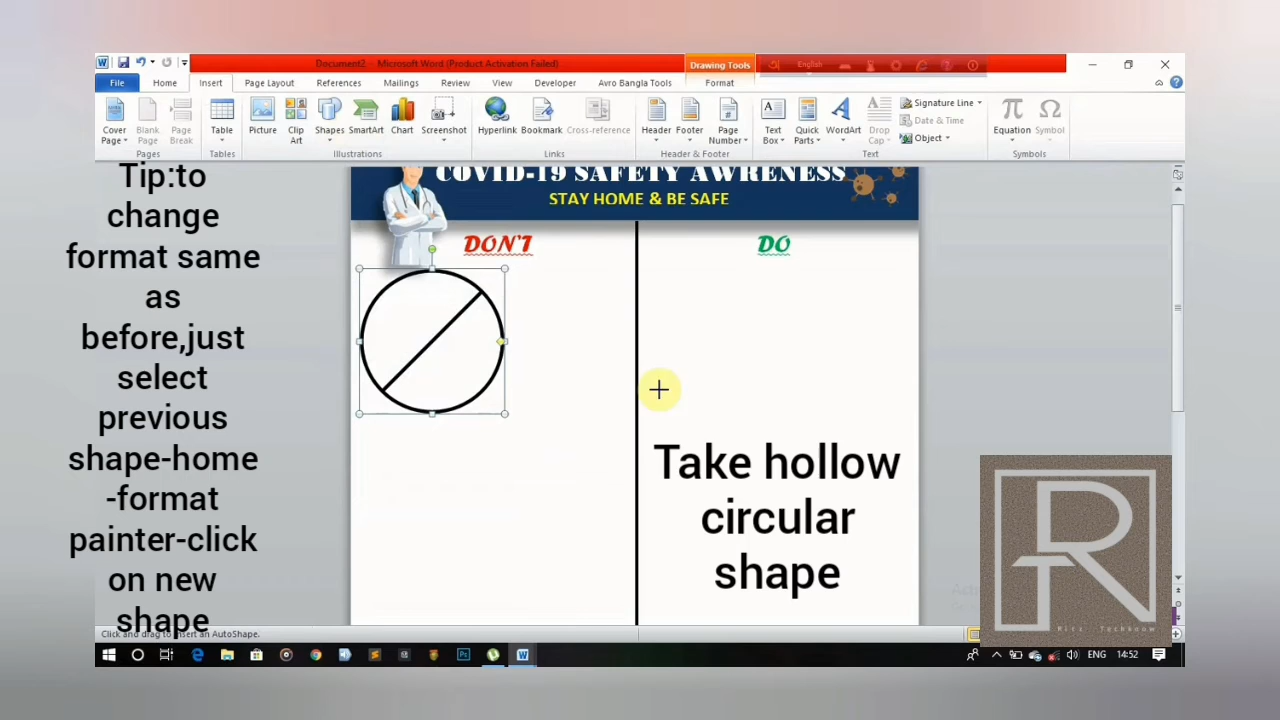 Document2 - Microsoft Word (Product Activation Failed)
Drawing Tools
English
File Home Insert Page Layout References Mailings Review View Developer Avro Bangla Tools Format
Cover Page
Blank Page
Page Break
Table
Picture
Clip Art
Shapes
SmartArt
Chart
Screenshot
Hyperlink
Bookmark
Cross-reference
Header
Footer
Page Number
Text Box
Quick Parts
WordArt
Drop Cap
Signature Line
Date & Time
Object
Equation
Symbol
Pages Tables Illustrations Links Header & Footer Text Symbols
Tip:to
change
format same
as
before,just
select
previous
shape-home
-format
painter-click
on new
shape
COVID-19 SAFETY AWRENESS
STAY HOME & BE SAFE
DON'T
DO
Take hollow
circular
shape
RT
Click and drag to insert an AutoShape.
ENG 14:52